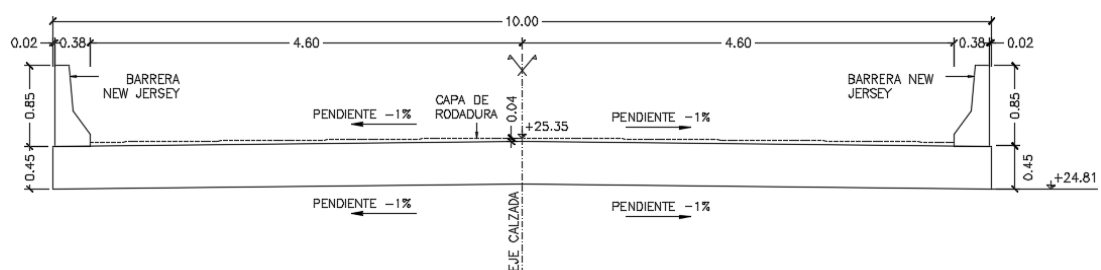 10.00
0.02 0.38 4.60 4.60 0.38 0.02
BARRERA
NEW JERSEY
BARRERA NEW
JERSEY
CAPA DE
RODADURA
0.85
0.04
0.85
PENDIENTE -1%
PENDIENTE -1%
+25.35
0.45
0.45
+24.81
PENDIENTE -1%
PENDIENTE -1%
EJE CALZADA